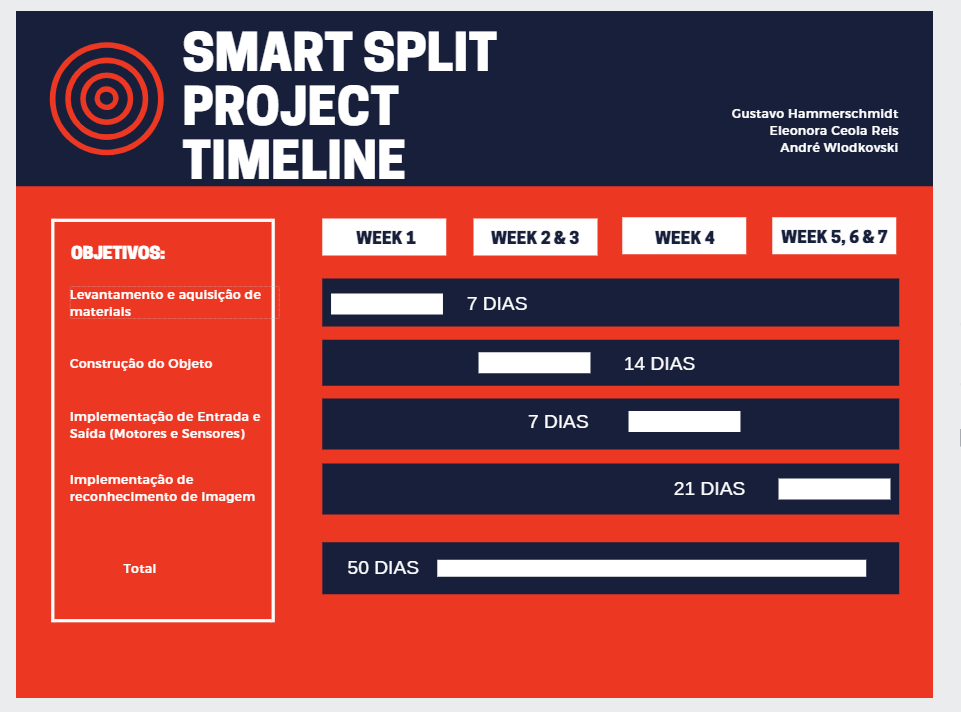 SMART SPLIT
PROJECT
TIMELINE
Gustavo Hammerschmidt
Eleonora Ceola Reis
André Wlodkovski
OBJETIVOS:
WEEK 1
WEEK 2 & 3
WEEK 4
WEEK 5, 6 & 7
Levantamento e aquisição de
materiais
7 DIAS
Construção do Objeto
14 DIAS
Implementação de Entrada e
Saída (Motores e Sensores)
7 DIAS
Implementação de
reconhecimento de Imagem
21 DIAS
Total
50 DIAS